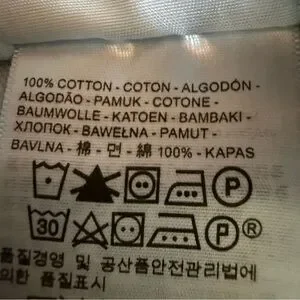 100% COTTON - COTON - ALGODÓN -
ALGODÃO - PAMUK - COTONE -
BAUMWOLLE - KATOEN - BAMBAKI -
ХЛОПОК - BAWEŁNA - PAMUT -
BAVLNA - 棉 - 면 - 綿 100% - KAPAS
P
30 P®
품질경영 및 공산품안전관리법에
의한 품질표시